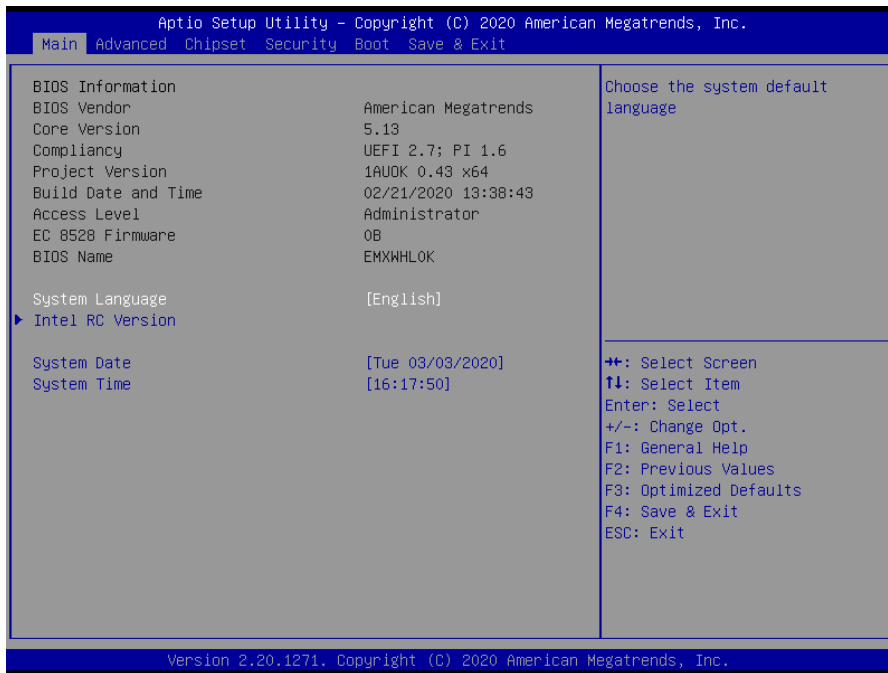 Aptio Setup Utility – Copyright (C) 2020 American Megatrends, Inc.
Main Advanced Chipset Security Boot Save & Exit
BIOS Information
BIOS Vendor American Megatrends
Core Version 5.13
Compliancy UEFI 2.7; PI 1.6
Project Version 1AUOK 0.43 x64
Build Date and Time 02/21/2020 13:38:43
Access Level Administrator
EC 8528 Firmware 0B
BIOS Name EMXWHLOK
System Language [English]
Intel RC Version
System Date [Tue 03/03/2020]
System Time [16:17:50]
Choose the system default
language
→←: Select Screen
↑↓: Select Item
Enter: Select
+/-: Change Opt.
F1: General Help
F2: Previous Values
F3: Optimized Defaults
F4: Save & Exit
ESC: Exit
Version 2.20.1271. Copyright (C) 2020 American Megatrends, Inc.